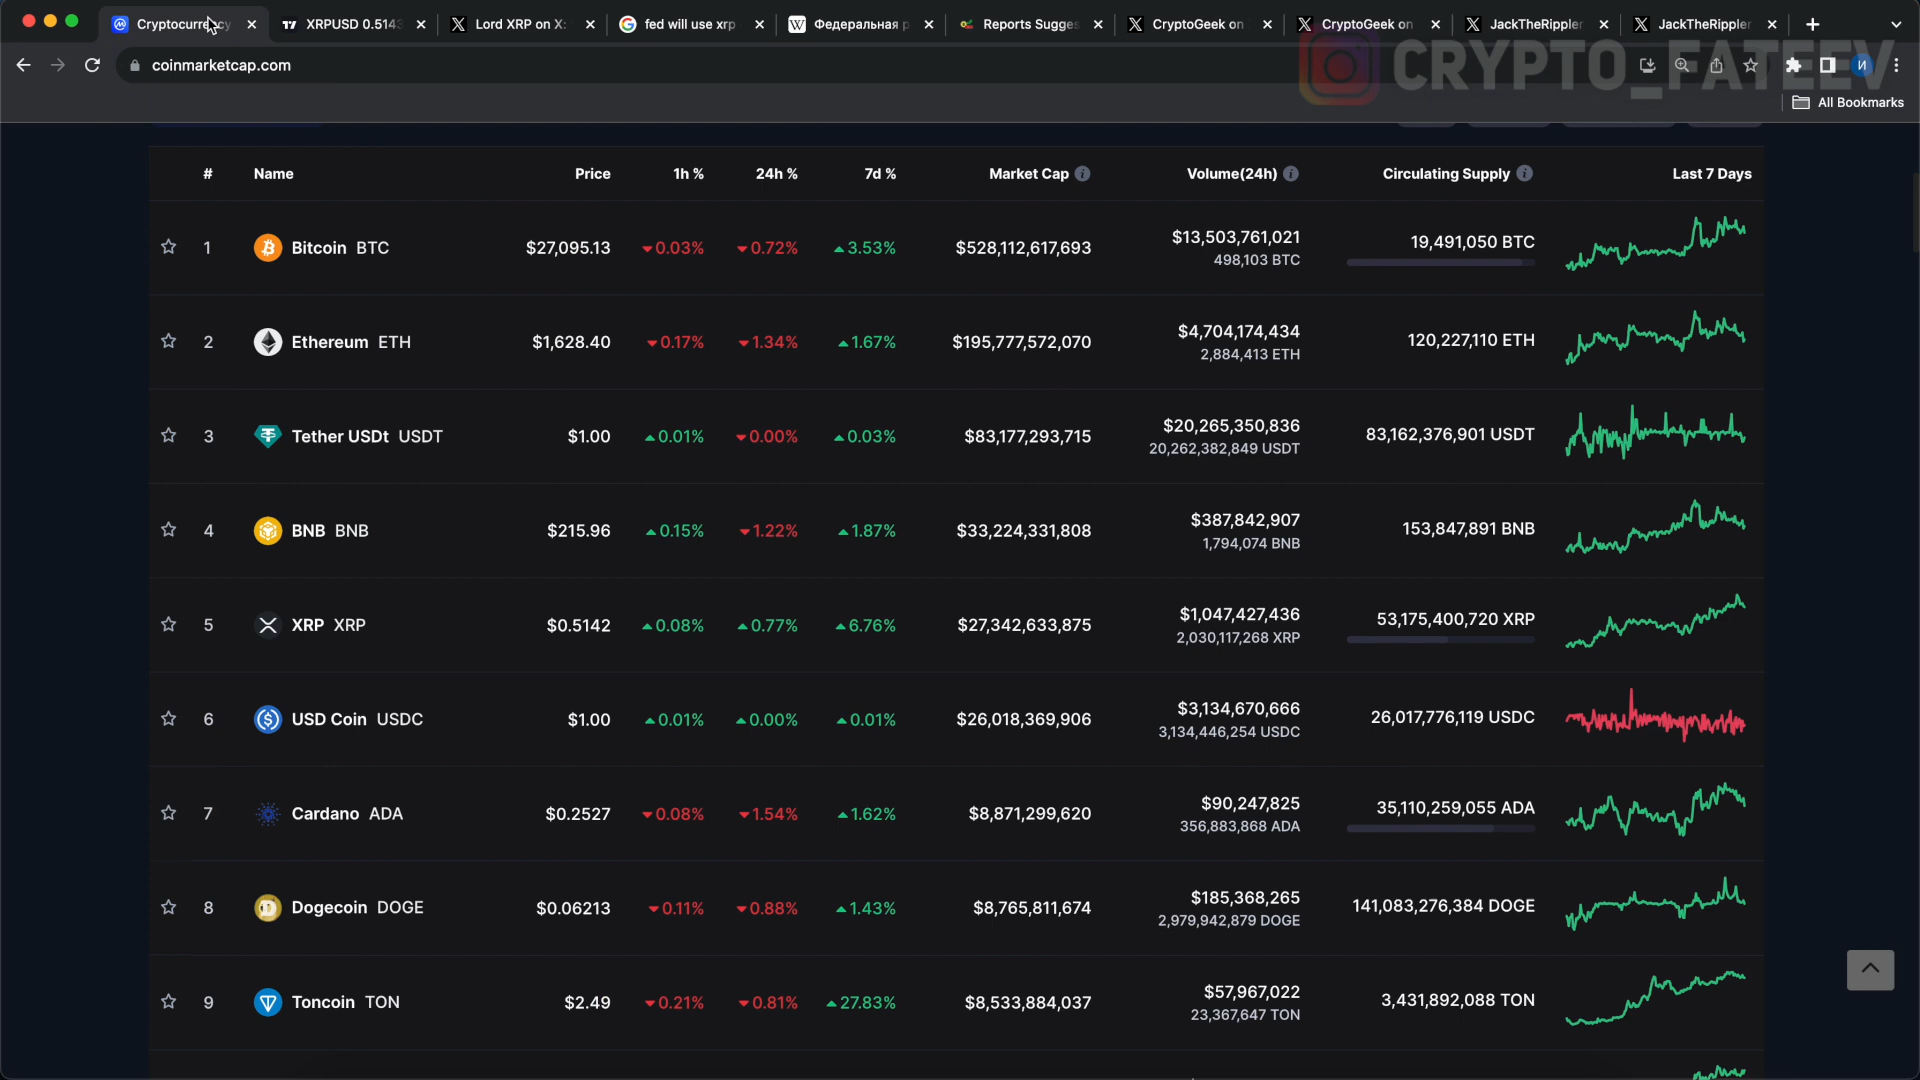 Cryptocurrency
XRPUSD 0.5143
Lord XRP on X:
fed will use xrp
Федеральная р
Reports Sugges
CryptoGeek on
CryptoGeek on
JackTheRippler
JackTheRippler
coinmarketcap.com
CRYPTO_FATEEV
И
All Bookmarks
# Name Price 1h % 24h % 7d % Market Cap Volume(24h) Circulating Supply Last 7 Days
1 Bitcoin BTC $27,095.13 0.03% 0.72% 3.53% $528,112,617,693 $13,503,761,021 19,491,050 BTC
498,103 BTC
2 Ethereum ETH $1,628.40 0.17% 1.34% 1.67% $195,777,572,070 $4,704,174,434 120,227,110 ETH
2,884,413 ETH
3 Tether USDt USDT $1.00 0.01% 0.00% 0.03% $83,177,293,715 $20,265,350,836 83,162,376,901 USDT
20,262,382,849 USDT
4 BNB BNB $215.96 0.15% 1.22% 1.87% $33,224,331,808 $387,842,907 153,847,891 BNB
1,794,074 BNB
5 XRP XRP $0.5142 0.08% 0.77% 6.76% $27,342,633,875 $1,047,427,436 53,175,400,720 XRP
2,030,117,268 XRP
6 USD Coin USDC $1.00 0.01% 0.00% 0.01% $26,018,369,906 $3,134,670,666 26,017,776,119 USDC
3,134,446,254 USDC
7 Cardano ADA $0.2527 0.08% 1.54% 1.62% $8,871,299,620 $90,247,825 35,110,259,055 ADA
356,883,868 ADA
8 Dogecoin DOGE $0.06213 0.11% 0.88% 1.43% $8,765,811,674 $185,368,265 141,083,276,384 DOGE
2,979,942,879 DOGE
9 Toncoin TON $2.49 0.21% 0.81% 27.83% $8,533,884,037 $57,967,022 3,431,892,088 TON
23,367,647 TON